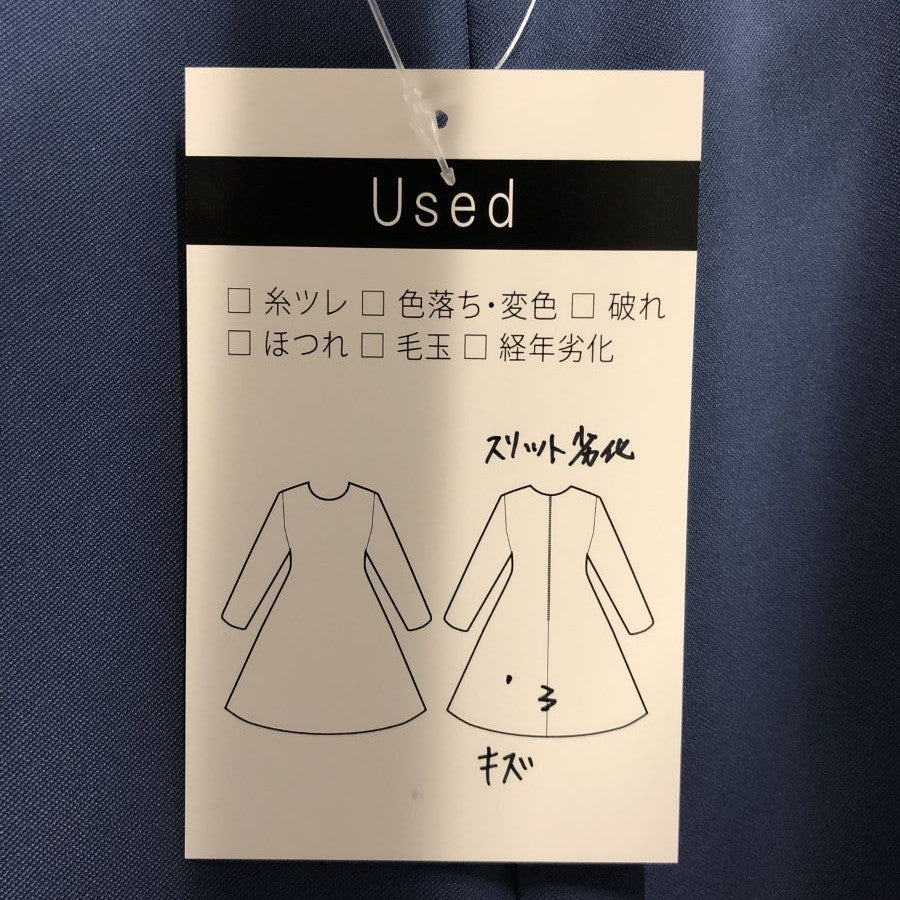 Used
□ 糸ツレ □ 色落ち・変色 □ 破れ
□ ほつれ □ 毛玉 □ 経年劣化
スリット劣化
キズ